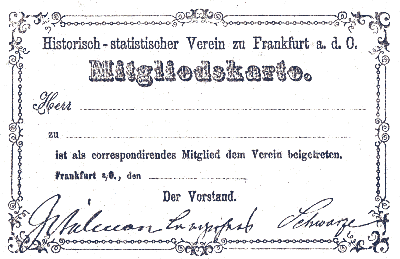 Historisch-statistischer Verein zu Frankfurt a. d. O.
Mitgliedskarte.
Herr
zu
ist als correspondirendes Mitglied dem Verein beigetreten.
Frankfurt a/O., den
Der Vorstand.
Schwarze